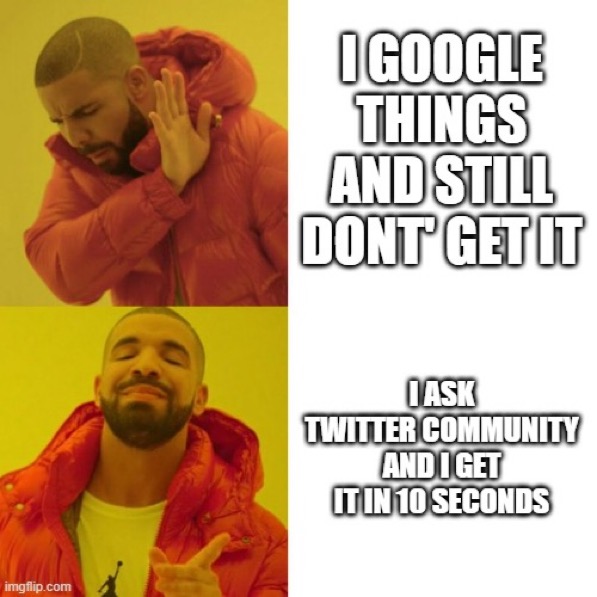 I GOOGLE
THINGS
AND STILL
DONT' GET IT
I ASK
TWITTER COMMUNITY
AND I GET
IT IN 10 SECONDS
imgflip.com